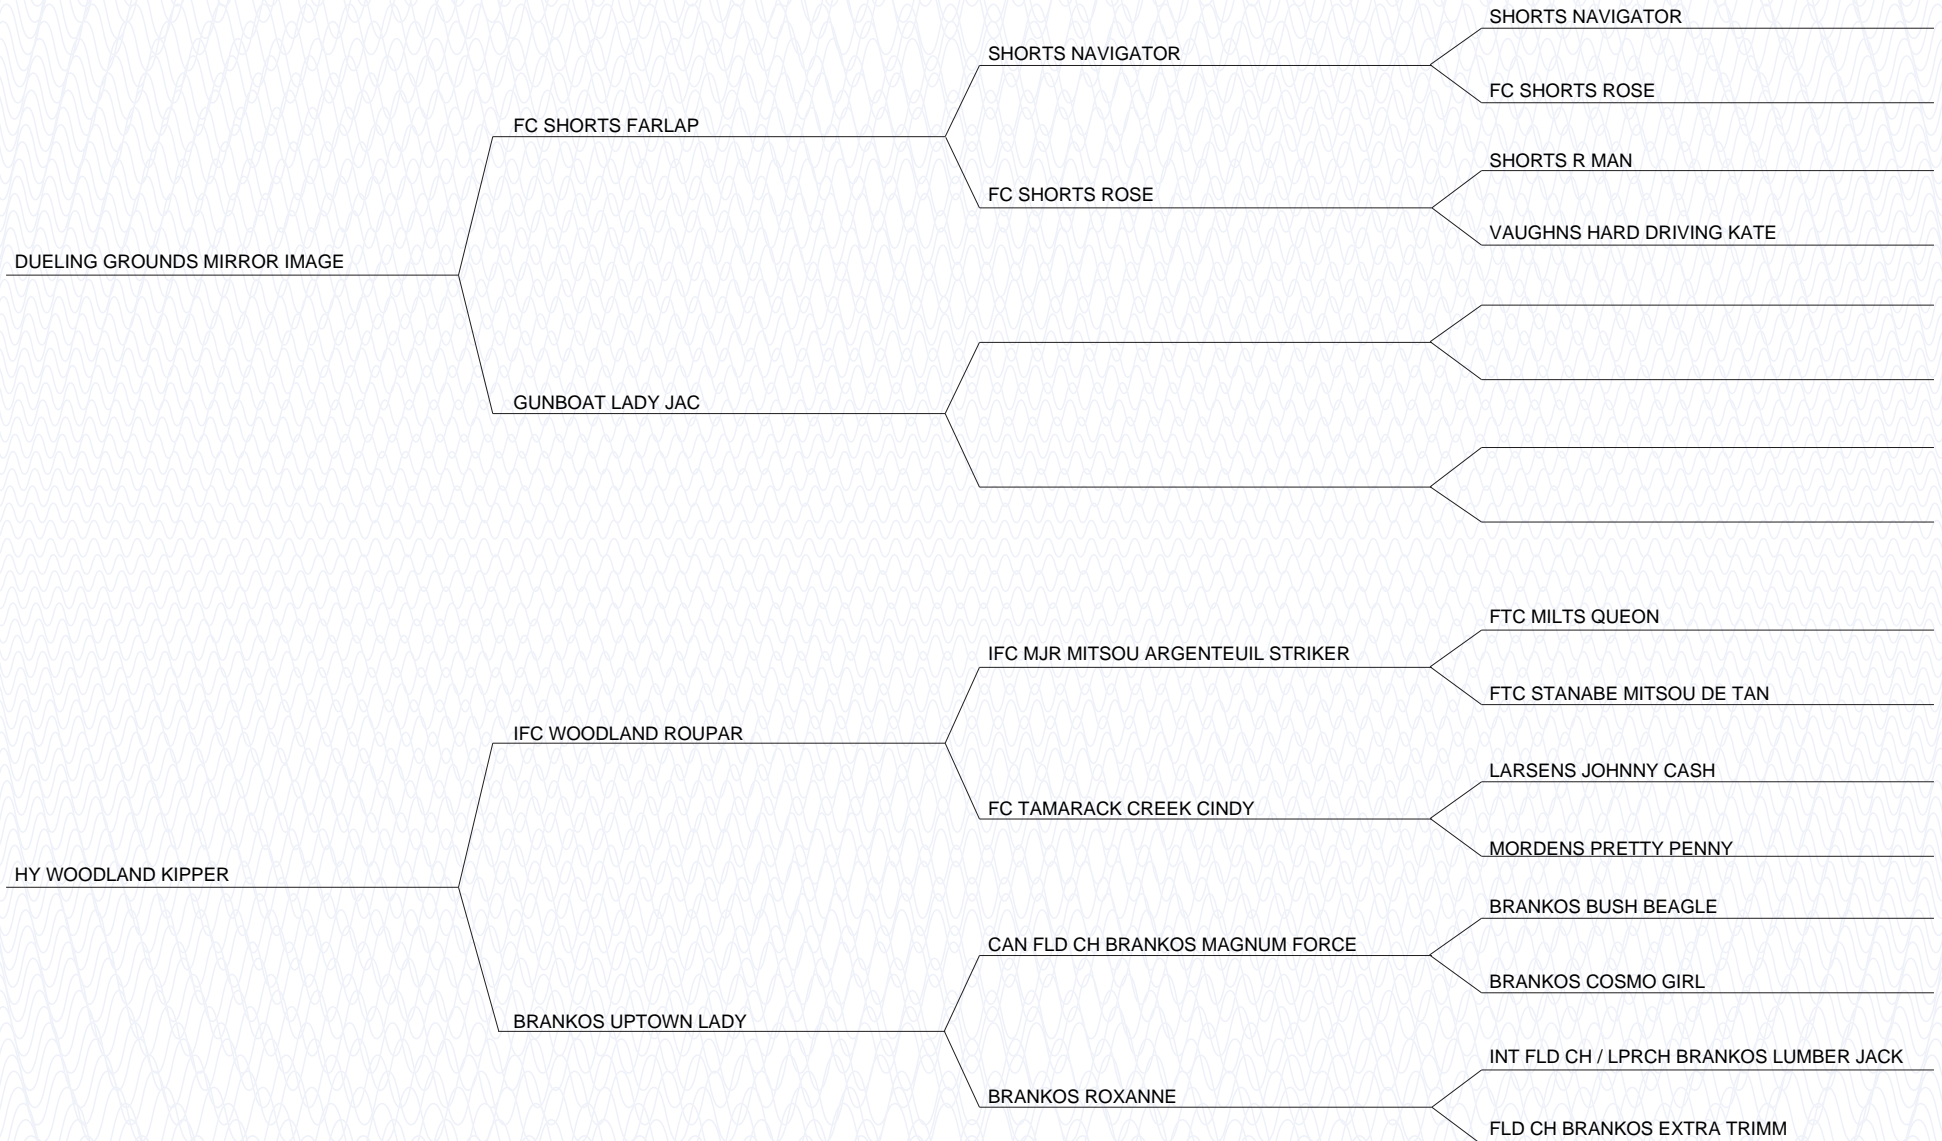 SHORTS NAVIGATOR
SHORTS NAVIGATOR
FC SHORTS ROSE
FC SHORTS FARLAP
SHORTS R MAN
FC SHORTS ROSE
VAUGHNS HARD DRIVING KATE
DUELING GROUNDS MIRROR IMAGE
GUNBOAT LADY JAC
FTC MILTS QUEON
IFC MJR MITSOU ARGENTEUIL STRIKER
FTC STANABE MITSOU DE TAN
IFC WOODLAND ROUPAR
LARSENS JOHNNY CASH
FC TAMARACK CREEK CINDY
MORDENS PRETTY PENNY
HY WOODLAND KIPPER
BRANKOS BUSH BEAGLE
CAN FLD CH BRANKOS MAGNUM FORCE
BRANKOS COSMO GIRL
BRANKOS UPTOWN LADY
INT FLD CH / LPRCH BRANKOS LUMBER JACK
BRANKOS ROXANNE
FLD CH BRANKOS EXTRA TRIMM